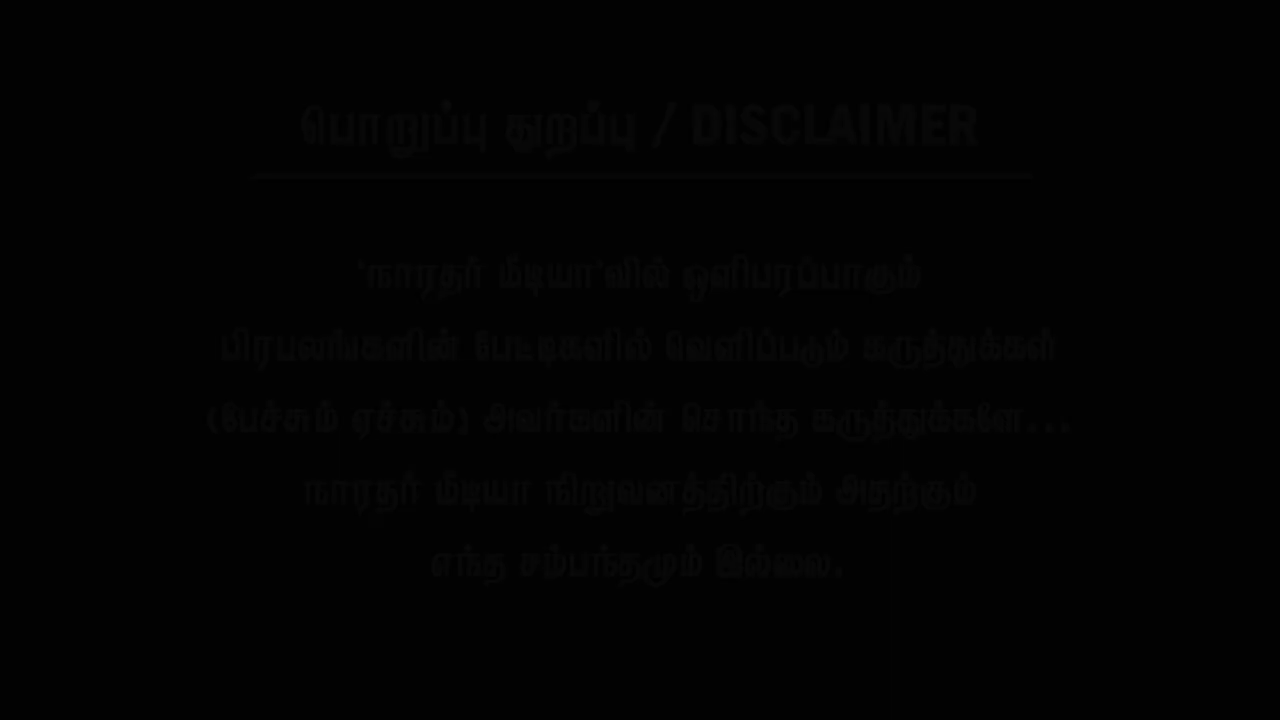 பொறுப்பு துறப்பு / DISCLAIMER
'நாரதர் மீடியா'வில் ஒளிபரப்பாகும்
பிரபலங்களின் பேட்டிகளில் வெளிப்படும் கருத்துக்கள்
(பேச்சும் ஏச்சும்) அவர்களின் சொந்த கருத்துக்களே...
நாரதர் மீடியா நிறுவனத்திற்கும் அதற்கும்
எந்த சம்பந்தமும் இல்லை.